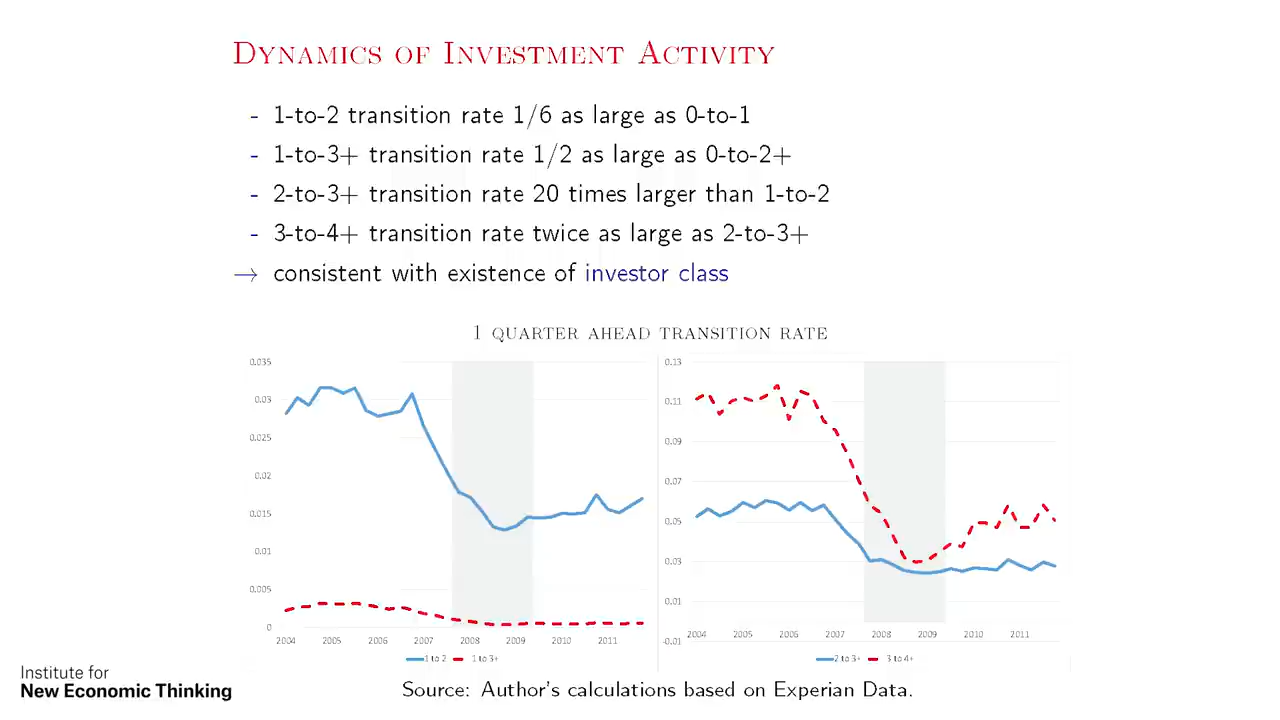 DYNAMICS OF INVESTMENT ACTIVITY
- 1-to-2 transition rate 1/6 as large as 0-to-1
- 1-to-3+ transition rate 1/2 as large as 0-to-2+
- 2-to-3+ transition rate 20 times larger than 1-to-2
- 3-to-4+ transition rate twice as large as 2-to-3+
→ consistent with existence of investor class
1 QUARTER AHEAD TRANSITION RATE
0.035
0.03
0.025
0.02
0.015
0.01
0.005
0
2004 2005 2006 2007 2008 2009 2010 2011
1 to 2 1 to 3+
0.13
0.11
0.09
0.07
0.05
0.03
0.01
-0.01
2004 2005 2006 2007 2008 2009 2010 2011
2 to 3+ 3 to 4+
Institute for
New Economic Thinking
Source: Author's calculations based on Experian Data.